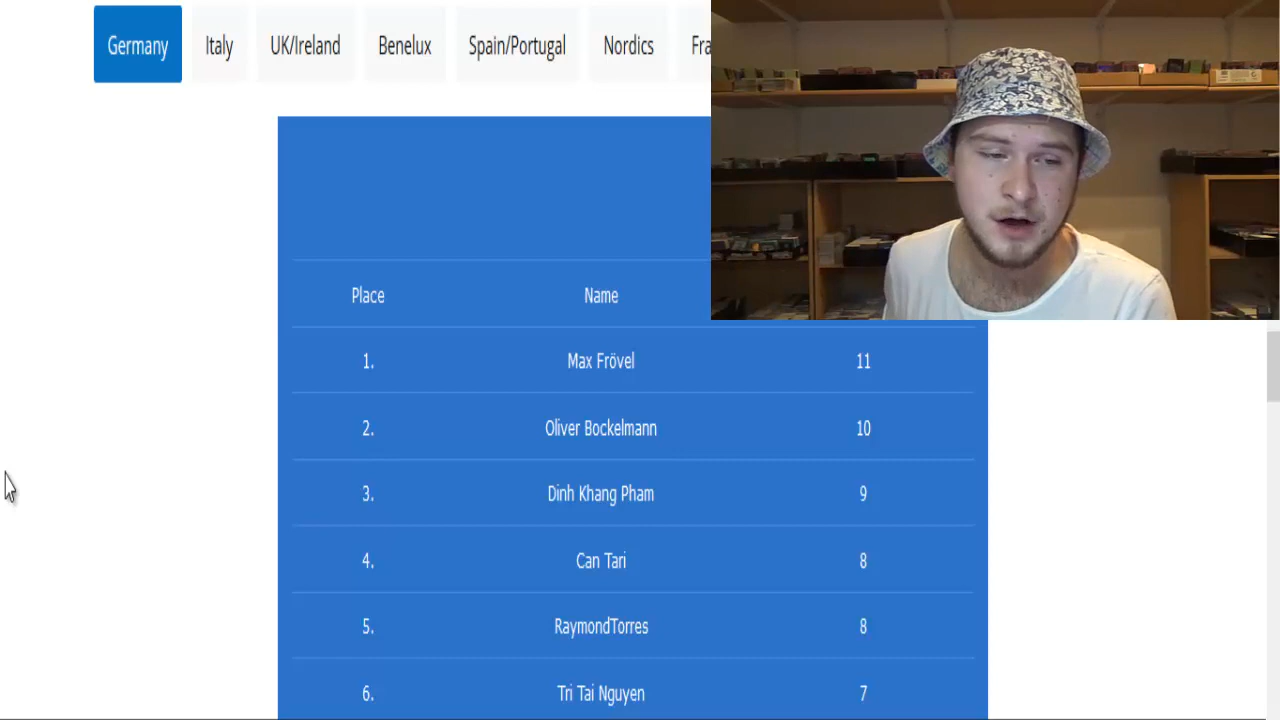 Germany Italy UK/Ireland Benelux Spain/Portugal Nordics Fra
Place Name
1. Max Frövel 11
2. Oliver Bockelmann 10
3. Dinh Khang Pham 9
4. Can Tari 8
5. RaymondTorres 8
6. Tri Tai Nguyen 7